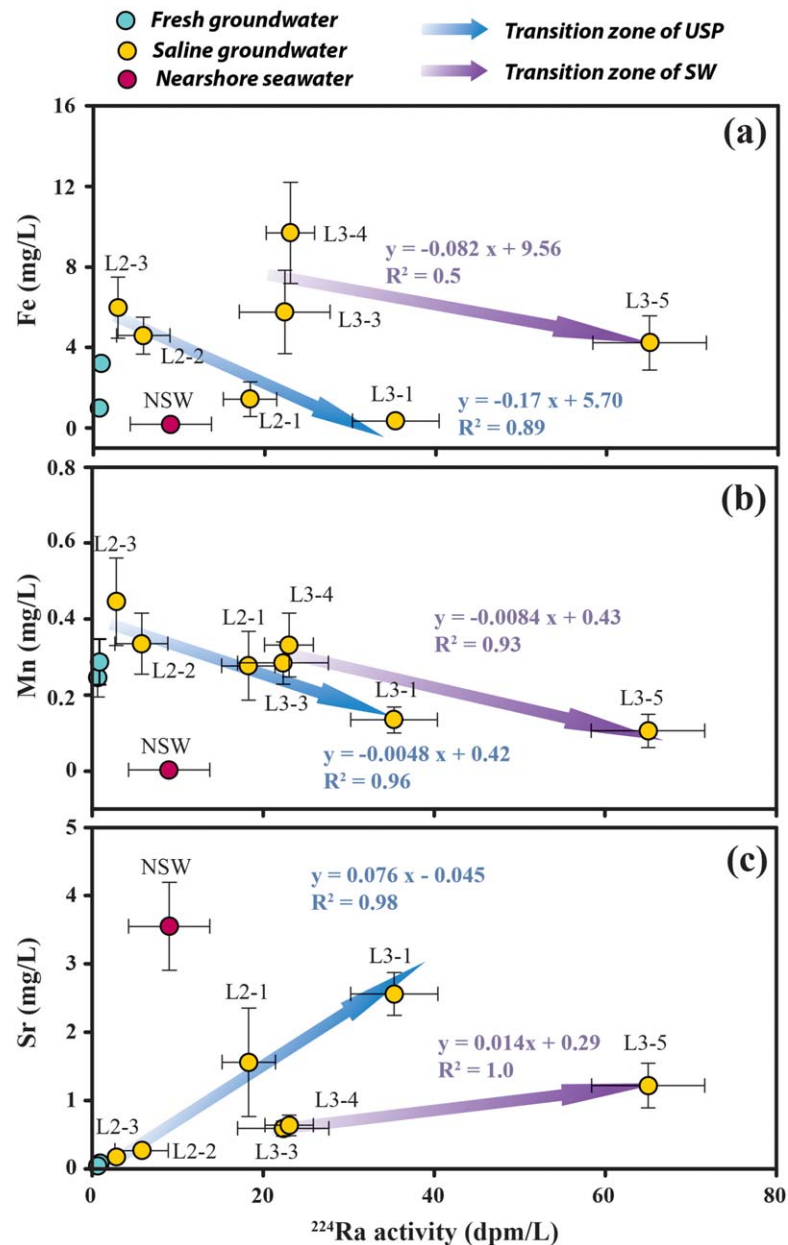 Fresh groundwater
Saline groundwater
Nearshore seawater
Transition zone of USP
Transition zone of SW
(a)
Fe (mg/L)
16
12
8
4
0
L2-3
L2-2
NSW
L2-1
L3-4
L3-3
L3-1
L3-5
y = -0.082 x + 9.56
R² = 0.5
y = -0.17 x + 5.70
R² = 0.89
(b)
Mn (mg/L)
0.8
0.6
0.4
0.2
0
L2-3
L2-2
NSW
L2-1
L3-4
L3-3
L3-1
L3-5
y = -0.0084 x + 0.43
R² = 0.93
y = -0.0048 x + 0.42
R² = 0.96
(c)
Sr (mg/L)
5
4
3
2
1
0
NSW
L2-1
L2-3
L2-2
L3-4
L3-3
L3-1
L3-5
y = 0.076 x - 0.045
R² = 0.98
y = 0.014x + 0.29
R² = 1.0
0 20 40 60 80
²²⁴Ra activity (dpm/L)